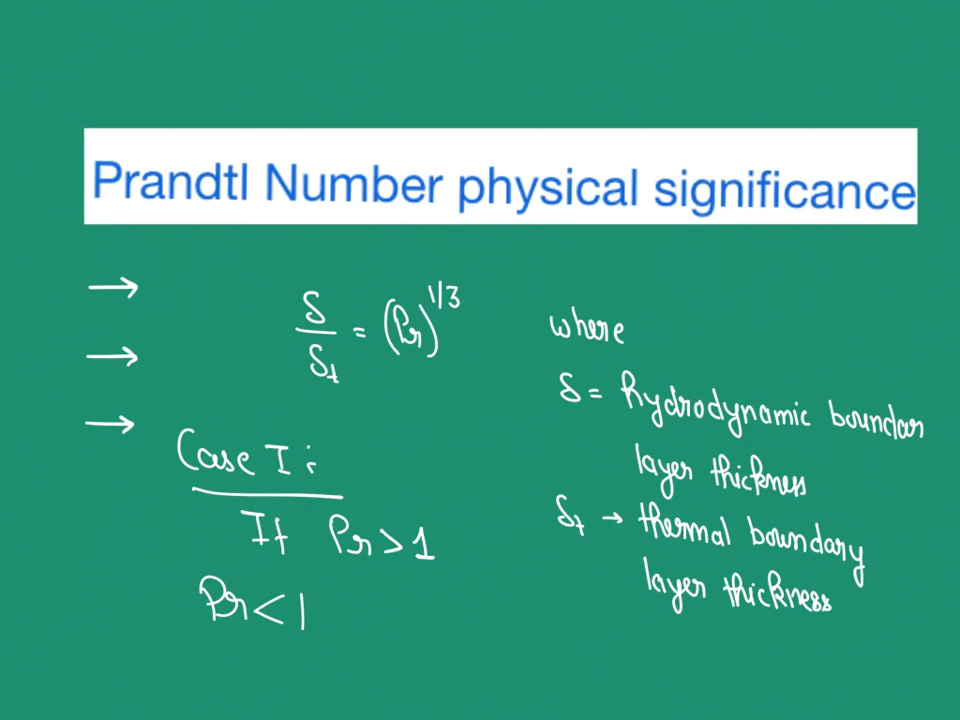 Prandtl Number physical significance
→ δ/δt = (Pr)^1/3
where
→
δ = hydrodynamic boundar
→
layer thickness
Case I :
δt → thermal boundary
If Pr > 1
layer thickness
Pr < 1